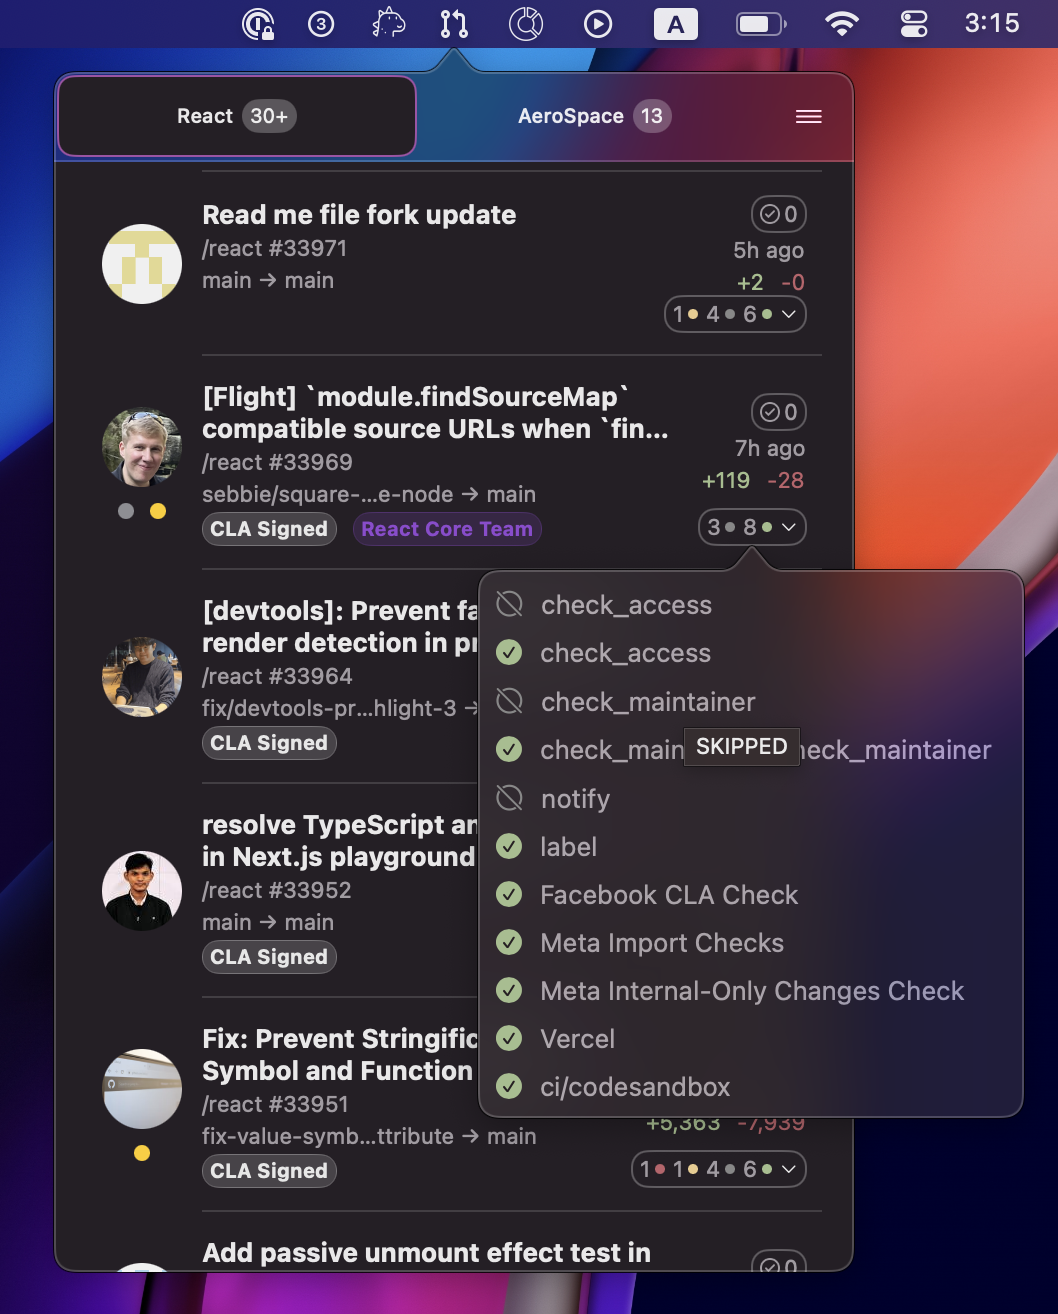 3
A
3:15
React 30+
AeroSpace 13
Read me file fork update
0
/react #33971
5h ago
main → main
+2 -0
1 4 6
[Flight] `module.findSourceMap`
compatible source URLs when `fin...
0
/react #33969
7h ago
sebbie/square-...e-node → main
+119 -28
CLA Signed
React Core Team
3 8
[devtools]: Prevent fa
render detection in pr
/react #33964
fix/devtools-pr...hlight-3 →
CLA Signed
resolve TypeScript an
in Next.js playground
/react #33952
main → main
CLA Signed
Fix: Prevent Stringific
Symbol and Function
/react #33951
fix-value-symb...ttribute → main
+5,363 -7,939
CLA Signed
1 1 4 6
Add passive unmount effect test in
0
check_access
check_access
check_maintainer
check_main
SKIPPED
heck_maintainer
notify
label
Facebook CLA Check
Meta Import Checks
Meta Internal-Only Changes Check
Vercel
ci/codesandbox